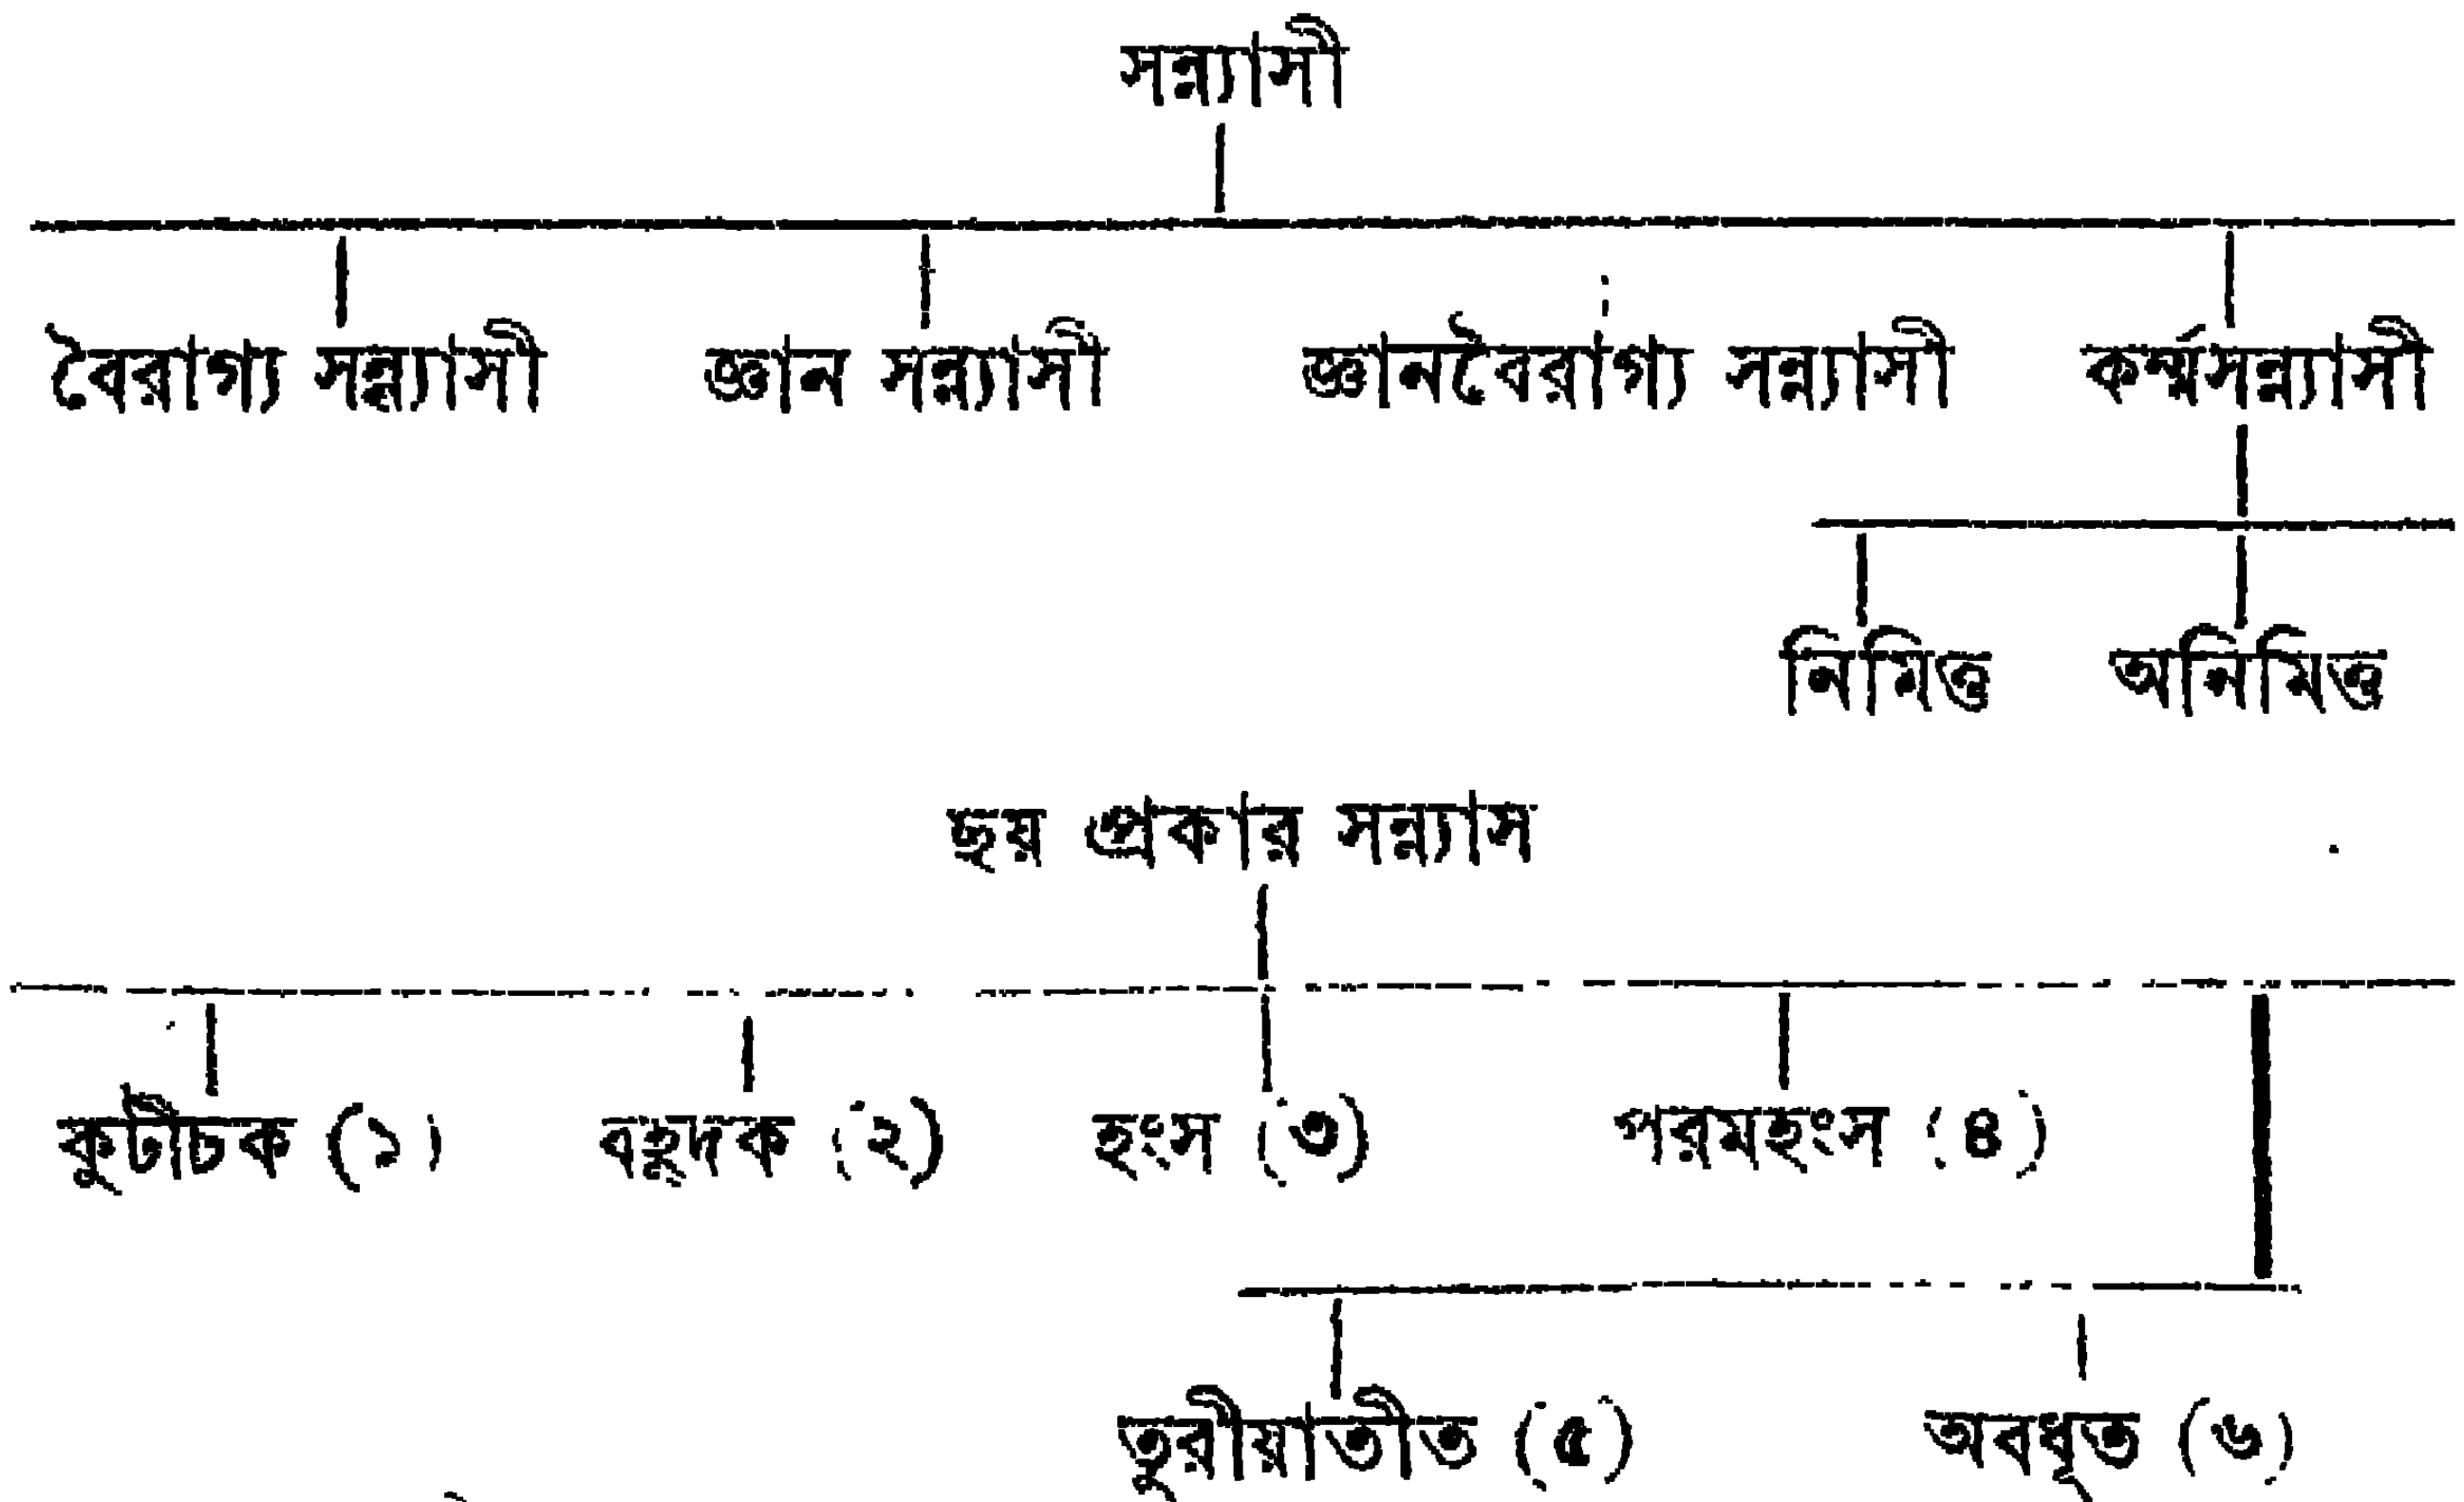 সন্ন্যাসী
বৈরাগ্য সন্ন্যাসী জ্ঞান সন্ন্যাসী জ্ঞানবৈরাগ্য সন্ন্যাসী কর্ম্মসন্ন্যাসী
নিমিত্ত অনিমিত্ত
ছয় প্রকার সন্ন্যাস
কুটীচক (১) বহূদক (২) হংস (৩) পরমহংস (৪)
তুরীয়াতীত (৫) অবধূত (৬)